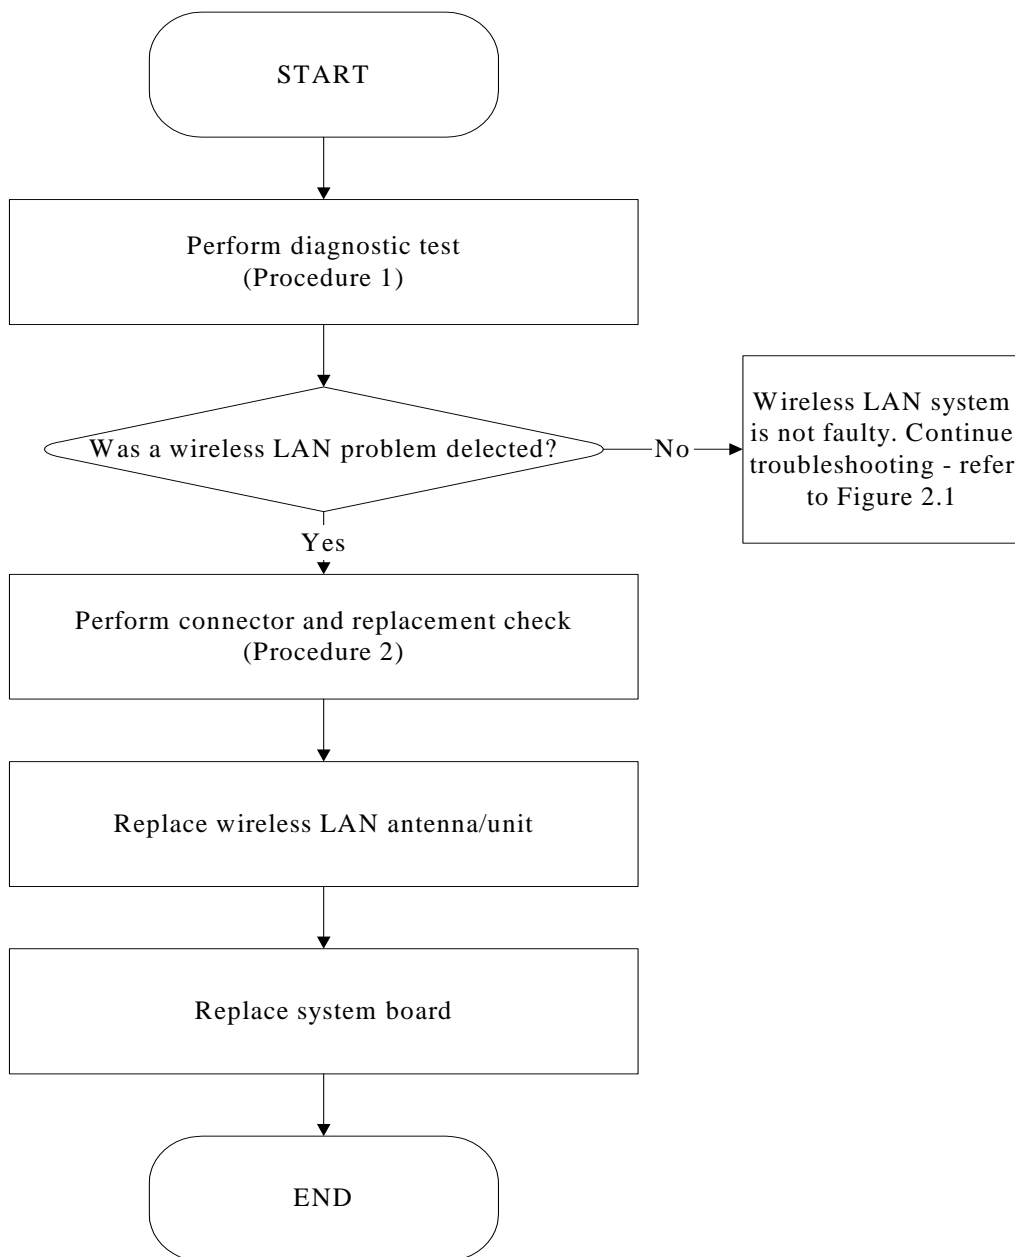 START
Perform diagnostic test
(Procedure 1)
Was a wireless LAN problem delected?
No
Wireless LAN system
is not faulty. Continue
troubleshooting - refer
to Figure 2.1
Yes
Perform connector and replacement check
(Procedure 2)
Replace wireless LAN antenna/unit
Replace system board
END